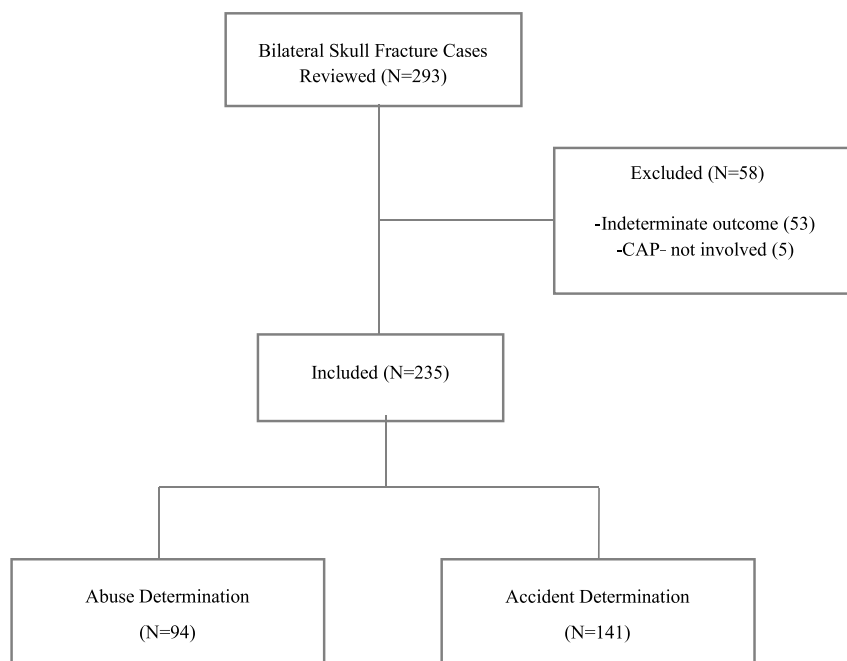 Bilateral Skull Fracture Cases
Reviewed (N=293)
Excluded (N=58)
-Indeterminate outcome (53)
-CAP- not involved (5)
Included (N=235)
Abuse Determination
(N=94)
Accident Determination
(N=141)